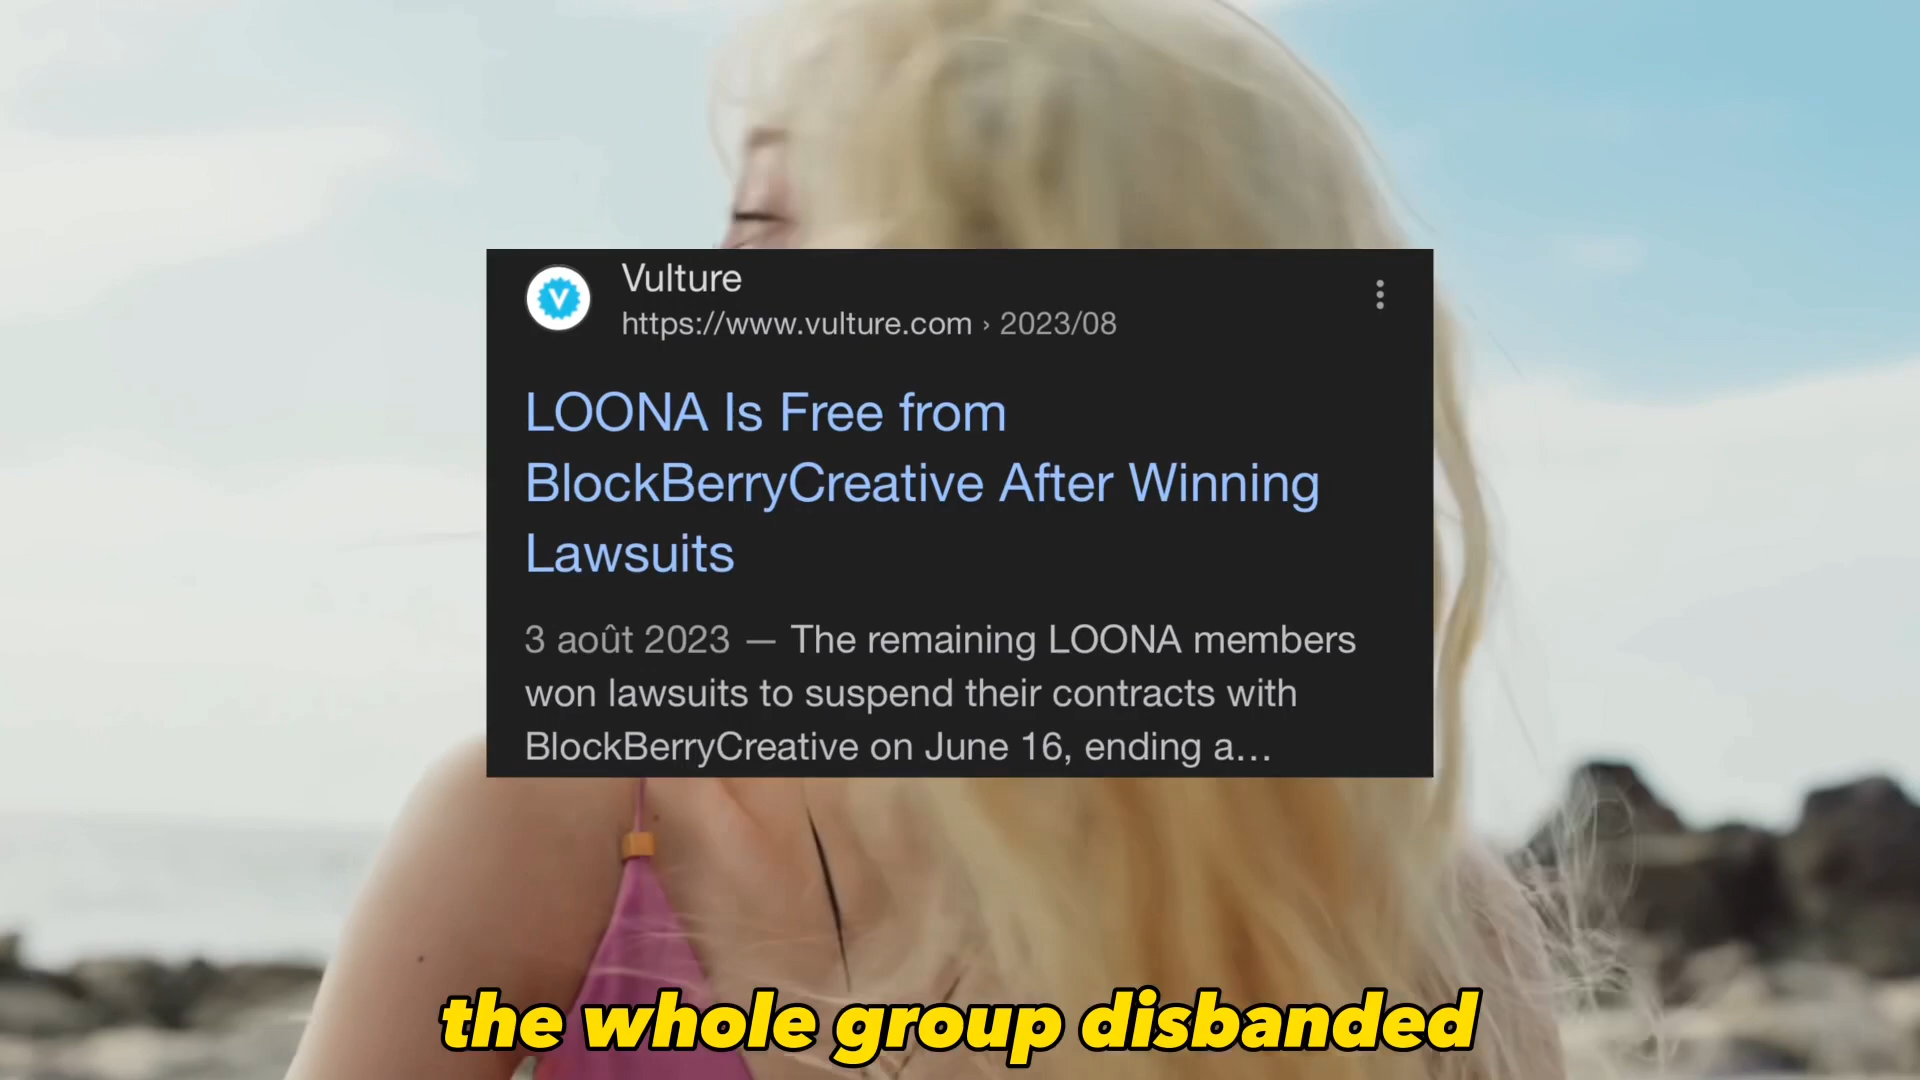 V
Vulture
https://www.vulture.com › 2023/08
LOONA Is Free from
BlockBerryCreative After Winning
Lawsuits
3 août 2023 — The remaining LOONA members
won lawsuits to suspend their contracts with
BlockBerryCreative on June 16, ending a...
the whole group disbanded